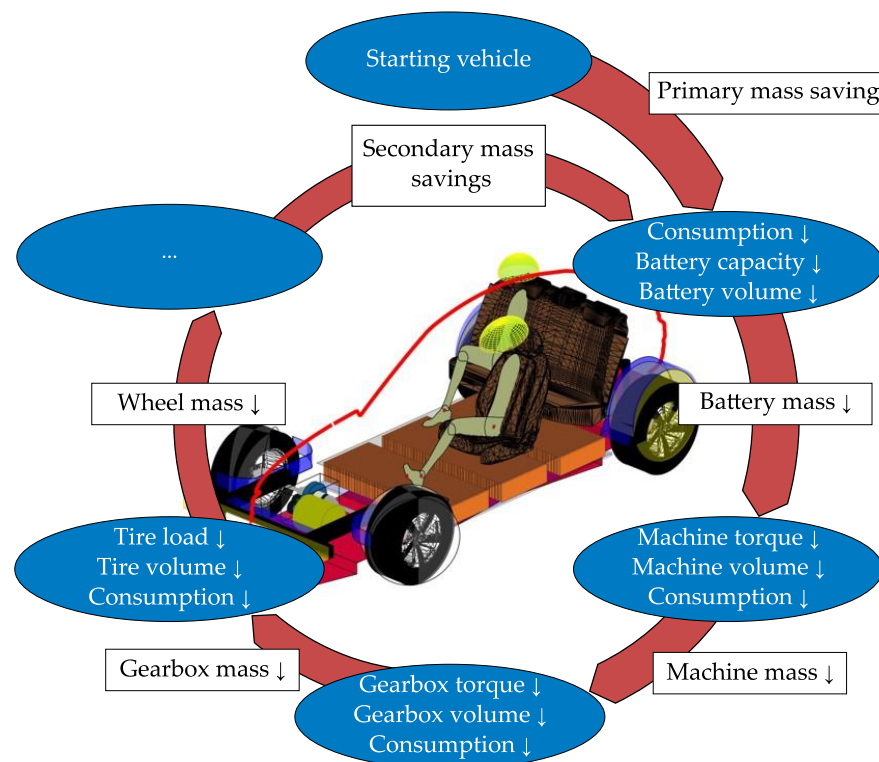 Starting vehicle
Primary mass saving
Secondary mass
savings
...
Consumption ↓
Battery capacity ↓
Battery volume ↓
Wheel mass ↓
Battery mass ↓
Tire load ↓
Tire volume ↓
Consumption ↓
Machine torque ↓
Machine volume ↓
Consumption ↓
Gearbox mass ↓
Machine mass ↓
Gearbox torque ↓
Gearbox volume ↓
Consumption ↓